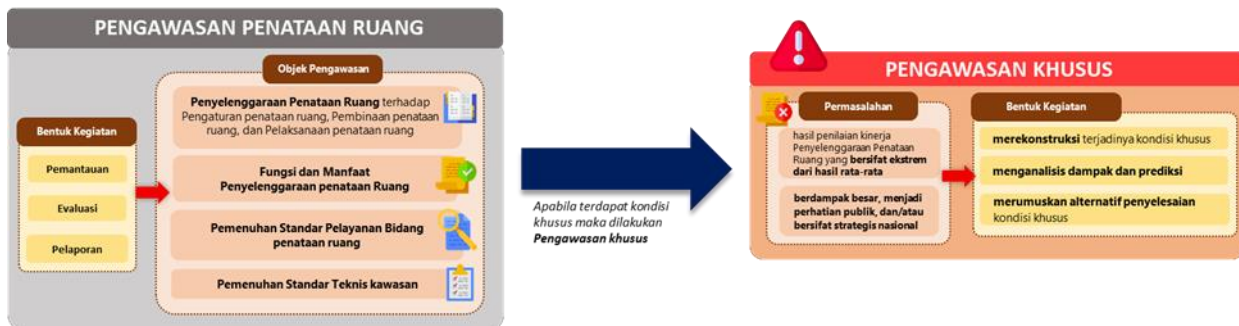 PENGAWASAN PENATAAN RUANG
Bentuk Kegiatan
Pemantauan
Evaluasi
Pelaporan
Objek Pengawasan
Penyelenggaraan Penataan Ruang terhadap
Pengaturan penataan ruang, Pembinaan penataan
ruang, dan Pelaksanaan penataan ruang
Fungsi dan Manfaat
Penyelenggaraan penataan Ruang
Pemenuhan Standar Pelayanan Bidang
penataan ruang
Pemenuhan Standar Teknis kawasan
Apabila terdapat kondisi
khusus maka dilakukan
Pengawasan khusus
PENGAWASAN KHUSUS
Permasalahan
hasil penilaian kinerja
Penyelenggaraan Penataan
Ruang yang bersifat ekstrem
dari hasil rata-rata
berdampak besar, menjadi
perhatian publik, dan/atau
bersifat strategis nasional
Bentuk Kegiatan
merekonstruksi terjadinya kondisi khusus
menganalisis dampak dan prediksi
merumuskan alternatif penyelesaian
kondisi khusus